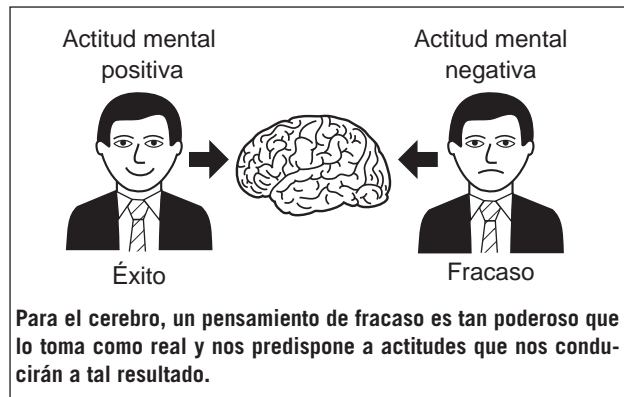 Actitud mental
positiva
Actitud mental
negativa
Éxito
Fracaso
Para el cerebro, un pensamiento de fracaso es tan poderoso que
lo toma como real y nos predispone a actitudes que nos condu-
cirán a tal resultado.